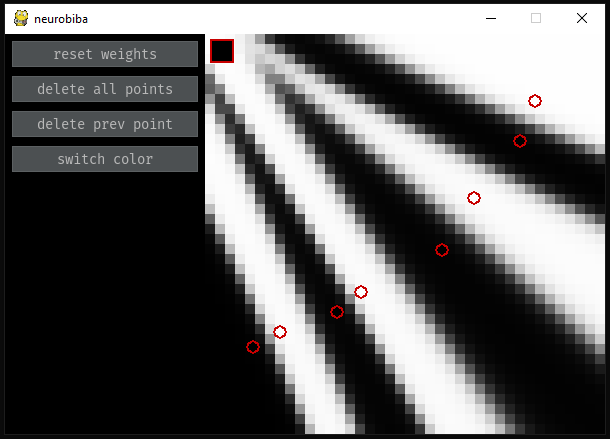 neurobiba
reset weights
delete all points
delete prev point
switch color